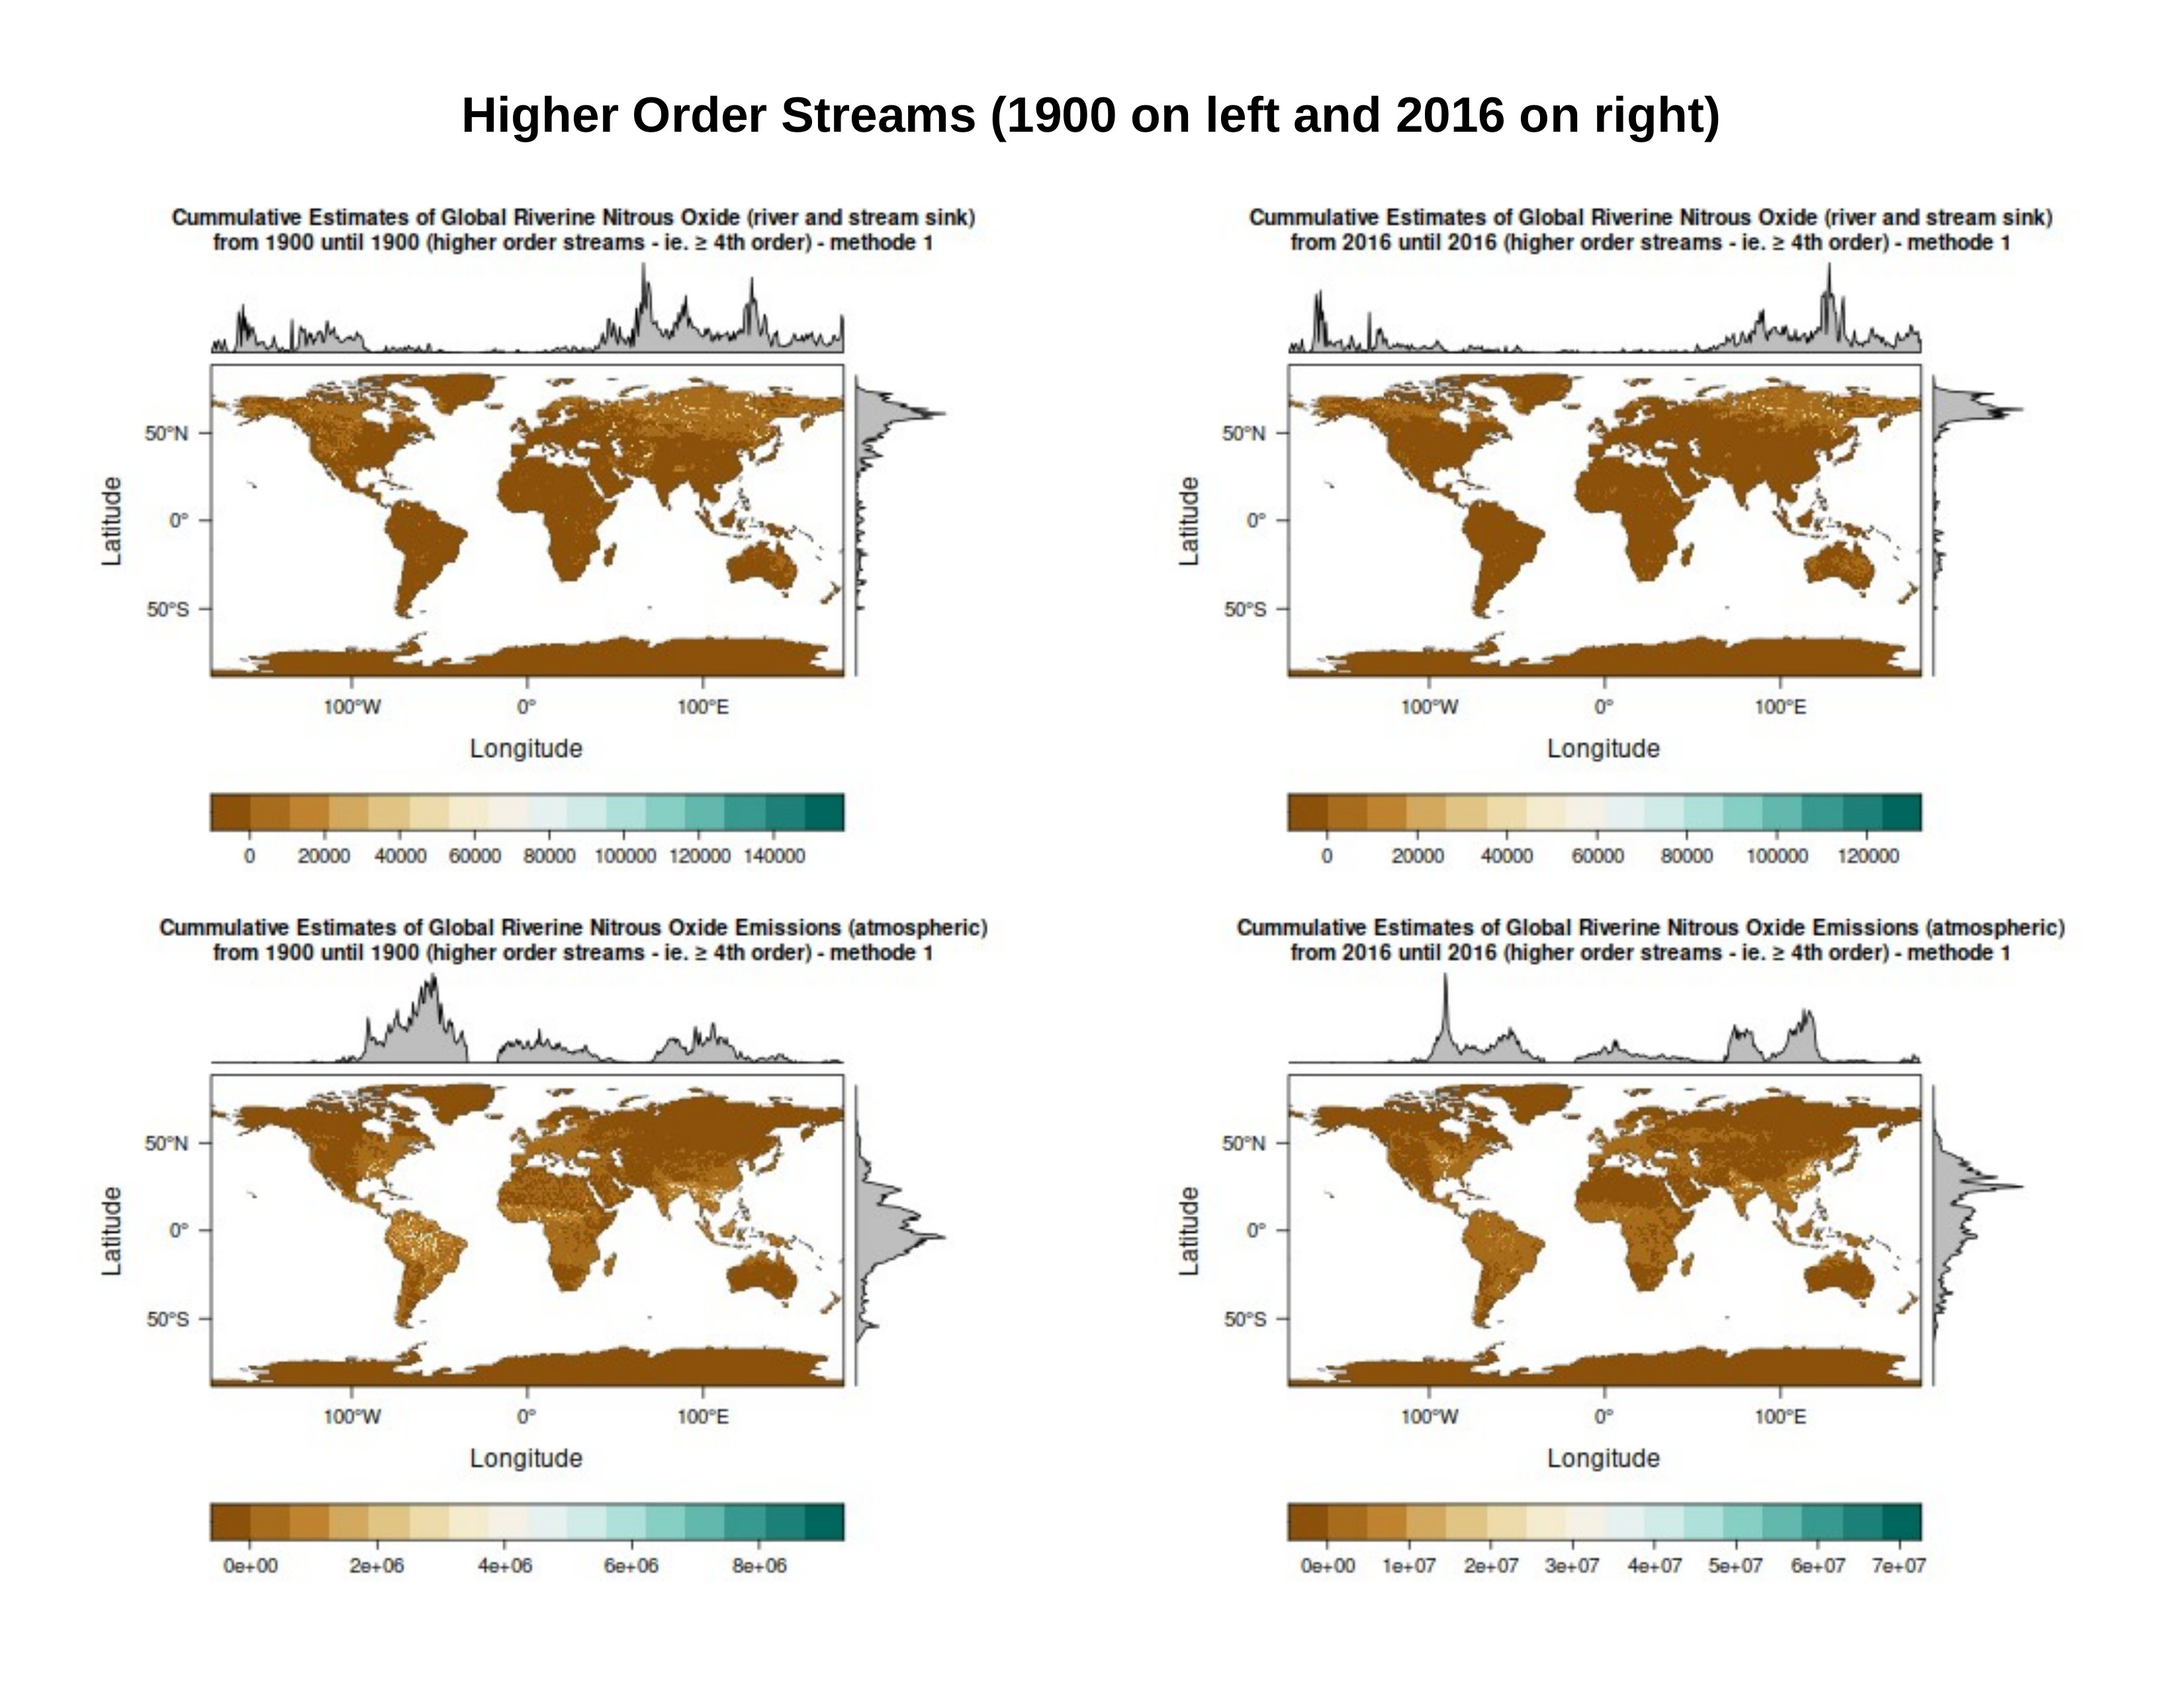 Higher Order Streams (1900 on left and 2016 on right)
Cummulative Estimates of Global Riverine Nitrous Oxide (river and stream sink)
from 1900 until 1900 (higher order streams - ie. ≥ 4th order) - methode 1
50°N
0°
50°S
Latitude
100°W 0° 100°E
Longitude
0 20000 40000 60000 80000 100000 120000 140000
Cummulative Estimates of Global Riverine Nitrous Oxide (river and stream sink)
from 2016 until 2016 (higher order streams - ie. ≥ 4th order) - methode 1
50°N
0°
50°S
Latitude
100°W 0° 100°E
Longitude
0 20000 40000 60000 80000 100000 120000
Cummulative Estimates of Global Riverine Nitrous Oxide Emissions (atmospheric)
from 1900 until 1900 (higher order streams - ie. ≥ 4th order) - methode 1
50°N
0°
50°S
Latitude
100°W 0° 100°E
Longitude
0e+00 2e+06 4e+06 6e+06 8e+06
Cummulative Estimates of Global Riverine Nitrous Oxide Emissions (atmospheric)
from 2016 until 2016 (higher order streams - ie. ≥ 4th order) - methode 1
50°N
0°
50°S
Latitude
100°W 0° 100°E
Longitude
0e+00 1e+07 2e+07 3e+07 4e+07 5e+07 6e+07 7e+07